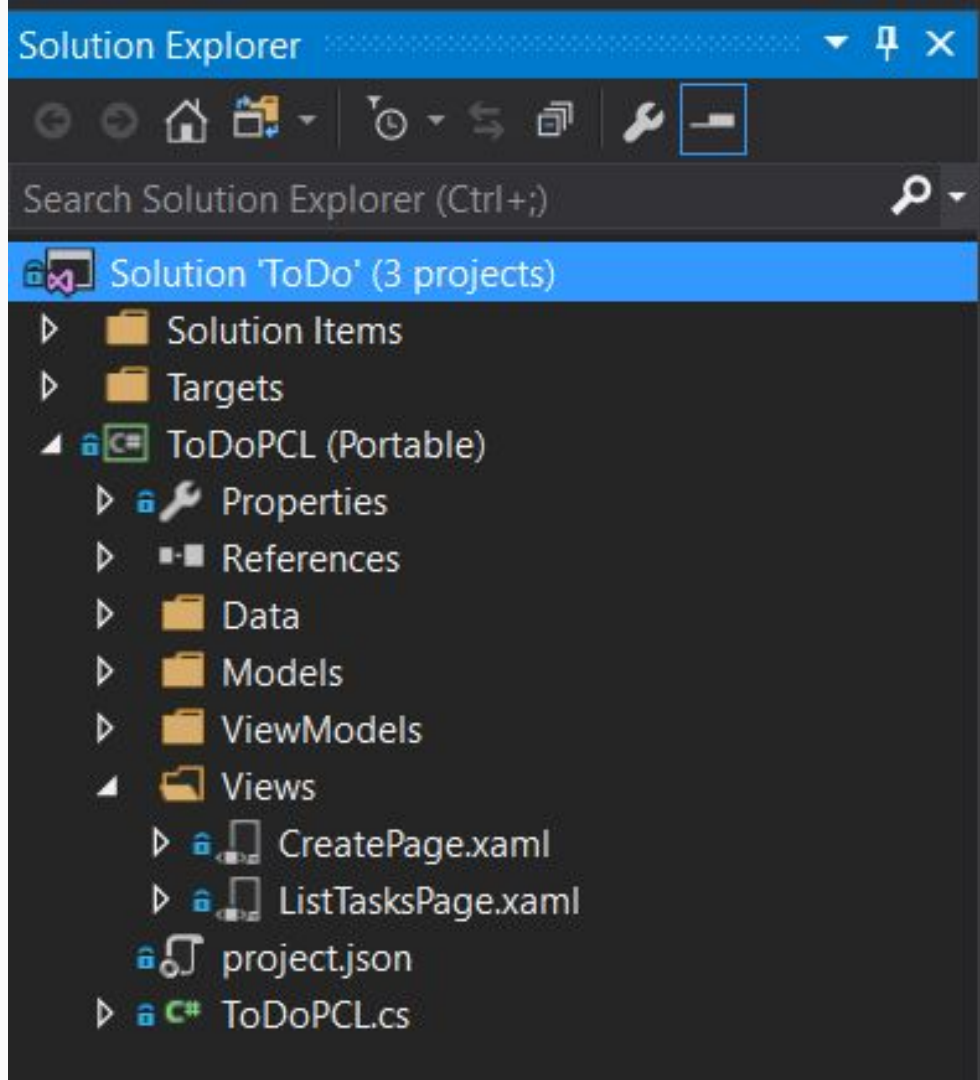 Solution Explorer
Search Solution Explorer (Ctrl+;)
Solution 'ToDo' (3 projects)
Solution Items
Targets
C# ToDoPCL (Portable)
Properties
References
Data
Models
ViewModels
Views
CreatePage.xaml
ListTasksPage.xaml
project.json
C# ToDoPCL.cs